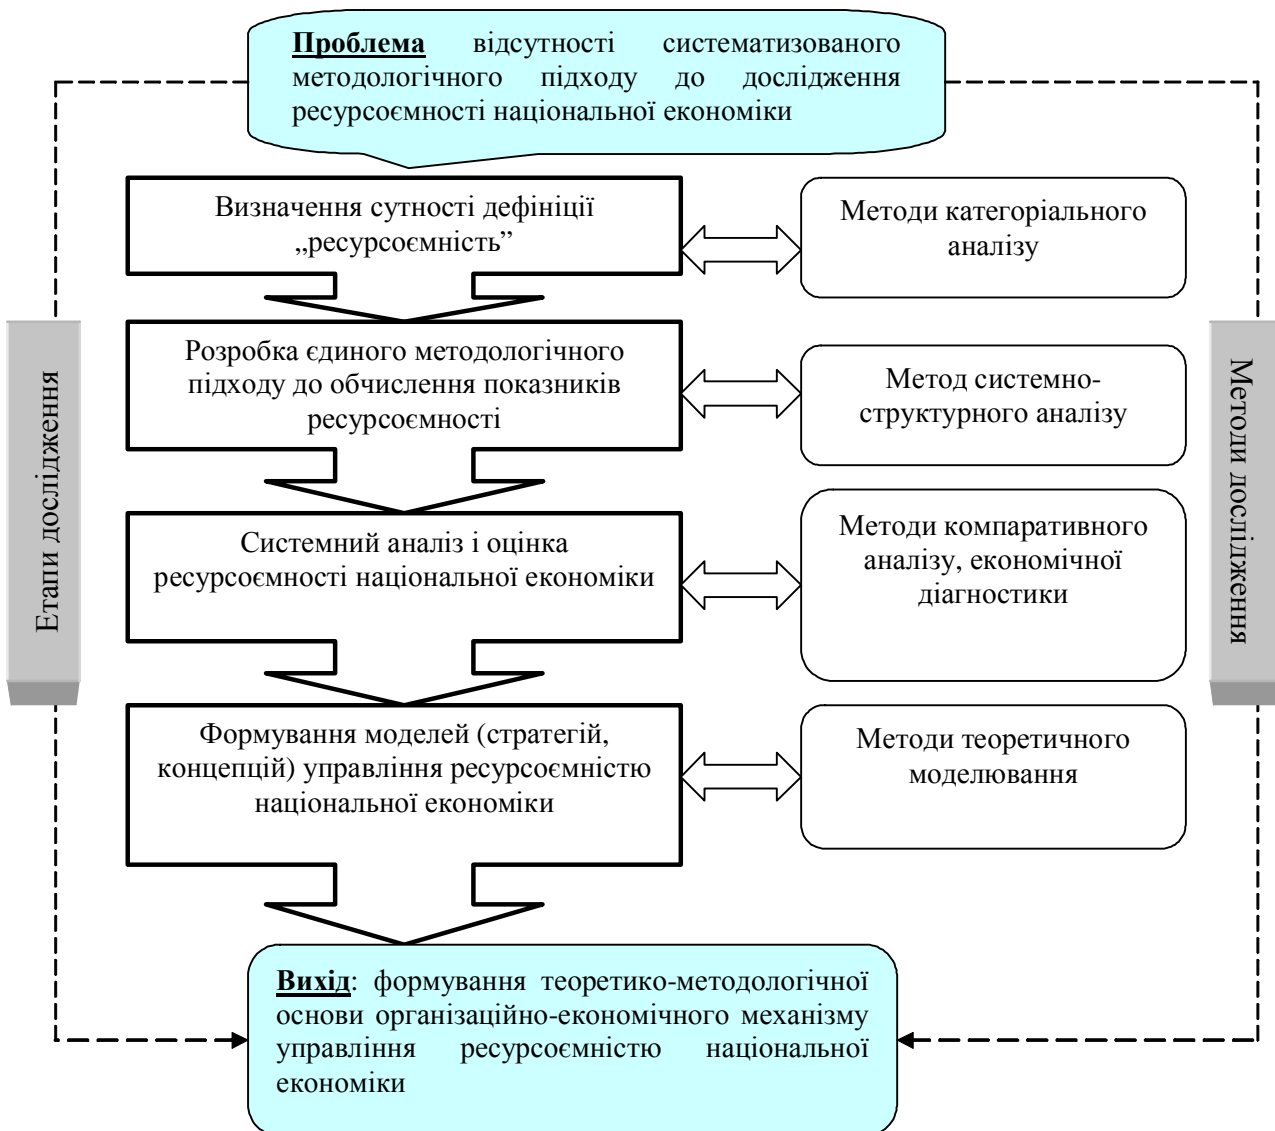 Проблема відсутності систематизованого
методологічного підходу до дослідження
ресурсоємності національної економіки
Визначення сутності дефініції
„ресурсоємність”
Методи категоріального
аналізу
Розробка єдиного методологічного
підходу до обчислення показників
ресурсоємності
Метод системно-
структурного аналізу
Системний аналіз і оцінка
ресурсоємності національної економіки
Методи компаративного
аналізу, економічної
діагностики
Формування моделей (стратегій,
концепцій) управління ресурсоємністю
національної економіки
Методи теоретичного
моделювання
Вихід: формування теоретико-методологічної
основи організаційно-економічного механізму
управління ресурсоємністю національної
економіки
Етапи дослідження
Методи дослідження